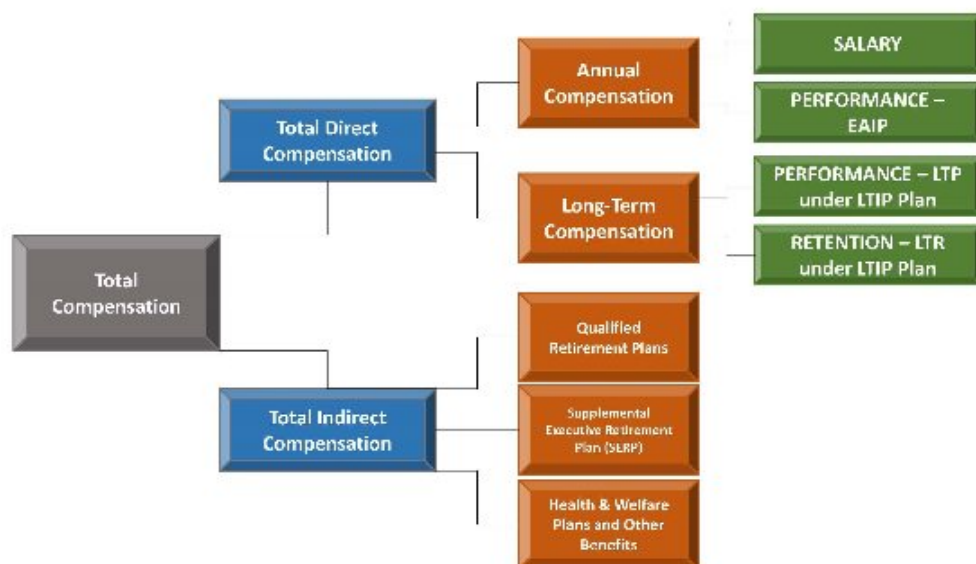 Total
Compensation
Total Direct
Compensation
Annual
Compensation
SALARY
PERFORMANCE –
EAIP
Long-Term
Compensation
PERFORMANCE – LTP
under LTIP Plan
RETENTION – LTR
under LTIP Plan
Total Indirect
Compensation
Qualified
Retirement Plans
Supplemental
Executive Retirement
Plan (SERP)
Health & Welfare
Plans and Other
Benefits